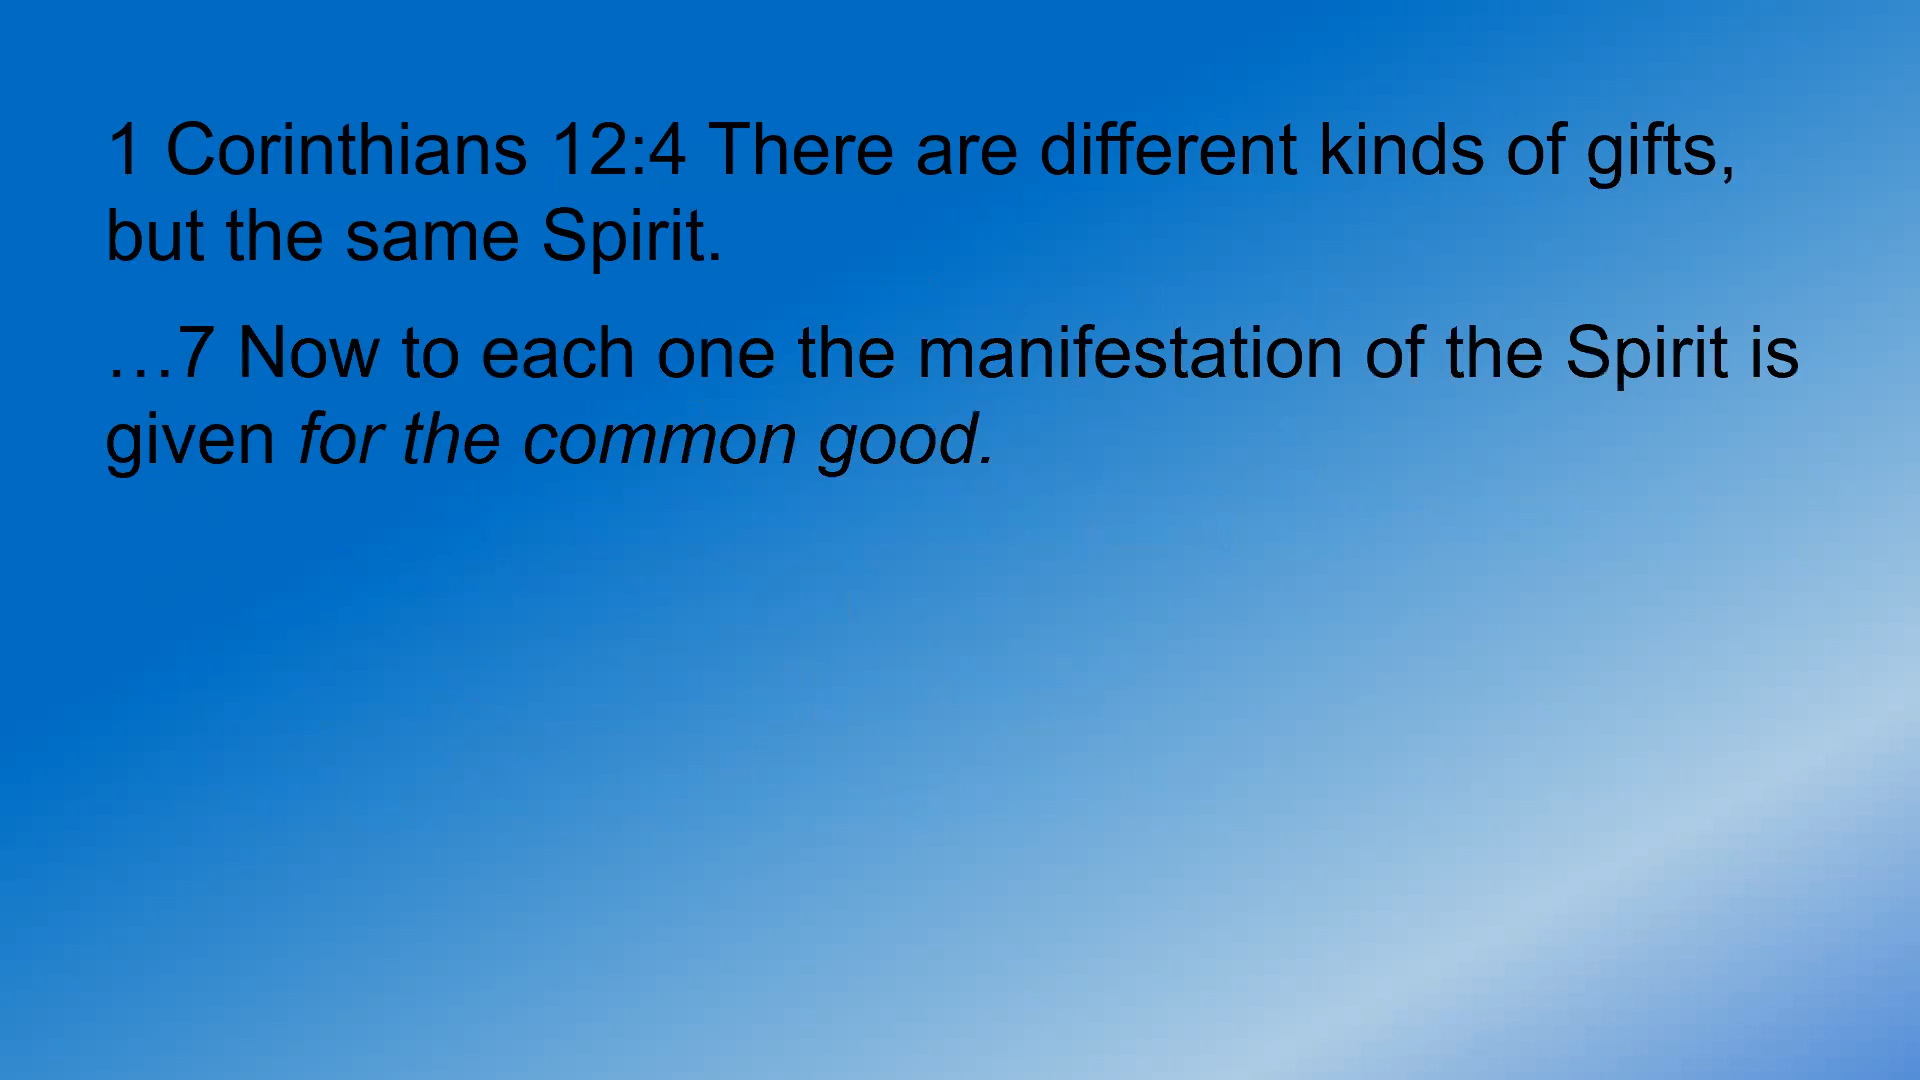 1 Corinthians 12:4 There are different kinds of gifts,
but the same Spirit.
…7 Now to each one the manifestation of the Spirit is
given for the common good.